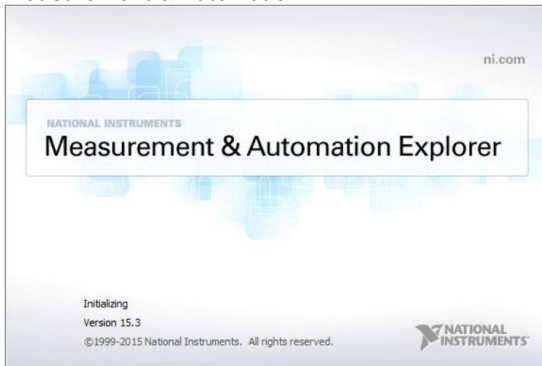 ni.com
NATIONAL INSTRUMENTS
Measurement & Automation Explorer
Initializing
Version 15.3
©1999-2015 National Instruments. All rights reserved.
NATIONAL
INSTRUMENTS